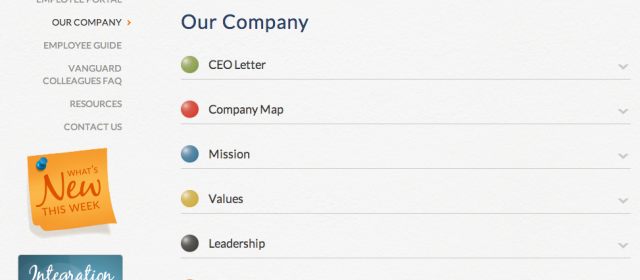 EMPLOYEE PORTAL
OUR COMPANY
EMPLOYEE GUIDE
VANGUARD
COLLEAGUES FAQ
RESOURCES
CONTACT US
WHAT'S
New
THIS WEEK
Integration
Our Company
CEO Letter
Company Map
Mission
Values
Leadership